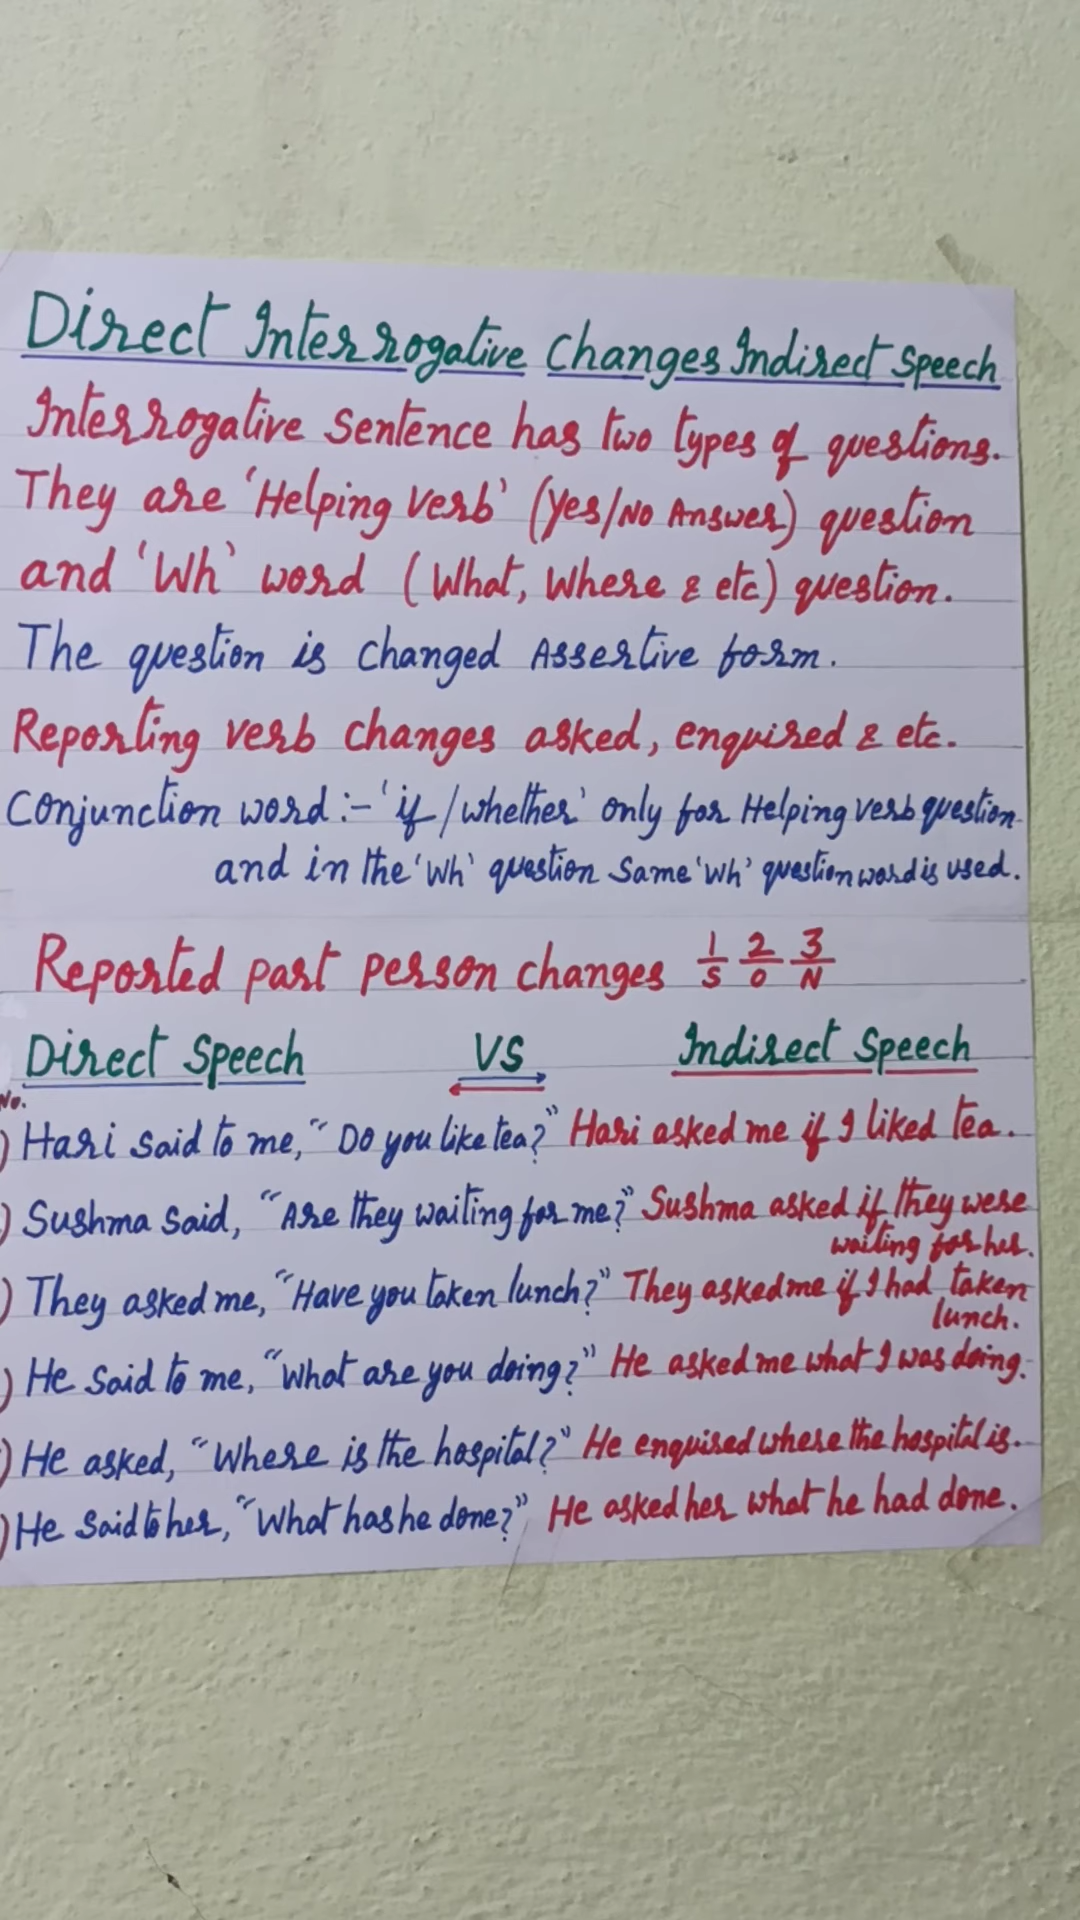 Direct Interrogative Changes Indirect Speech
Interrogative Sentence has two types of questions.
They are 'Helping Verb' (Yes/No Answer) question
and 'Wh' word (What, Where & etc) question.
The question is changed Assertive form.
Reporting verb changes asked, enquired & etc.
Conjunction word :- 'if/whether' only for Helping verb question
and in the 'Wh' question same 'Wh' question word is used.
Reported part person changes 1/S 2/O 3/N
Direct Speech VS Indirect Speech
No.
) Hari said to me, "Do you like tea?" Hari asked me if I liked tea.
) Sushma said, "Are they waiting for me?" Sushma asked if they were
waiting for her.
) They asked me, "Have you taken lunch?" They asked me if I had taken
lunch.
) He said to me, "What are you doing?" He asked me what I was doing.
) He asked, "Where is the hospital?" He enquired where the hospital is.
) He said to her, "What has he done?" He asked her what he had done.